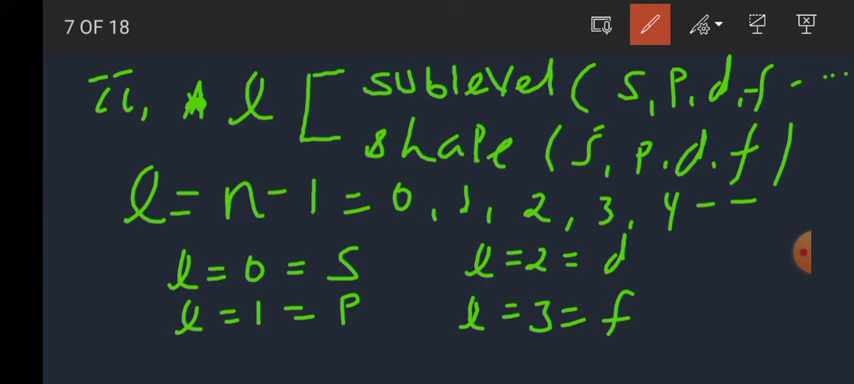 7 OF 18
ii, l [ sublevel ( s, p, d, f - ...
shape ( s, p. d. f )
l = n - 1 = 0, 1, 2, 3, 4 - -
l = 0 = S
l = 2 = d
l = 1 = P
l = 3 = f